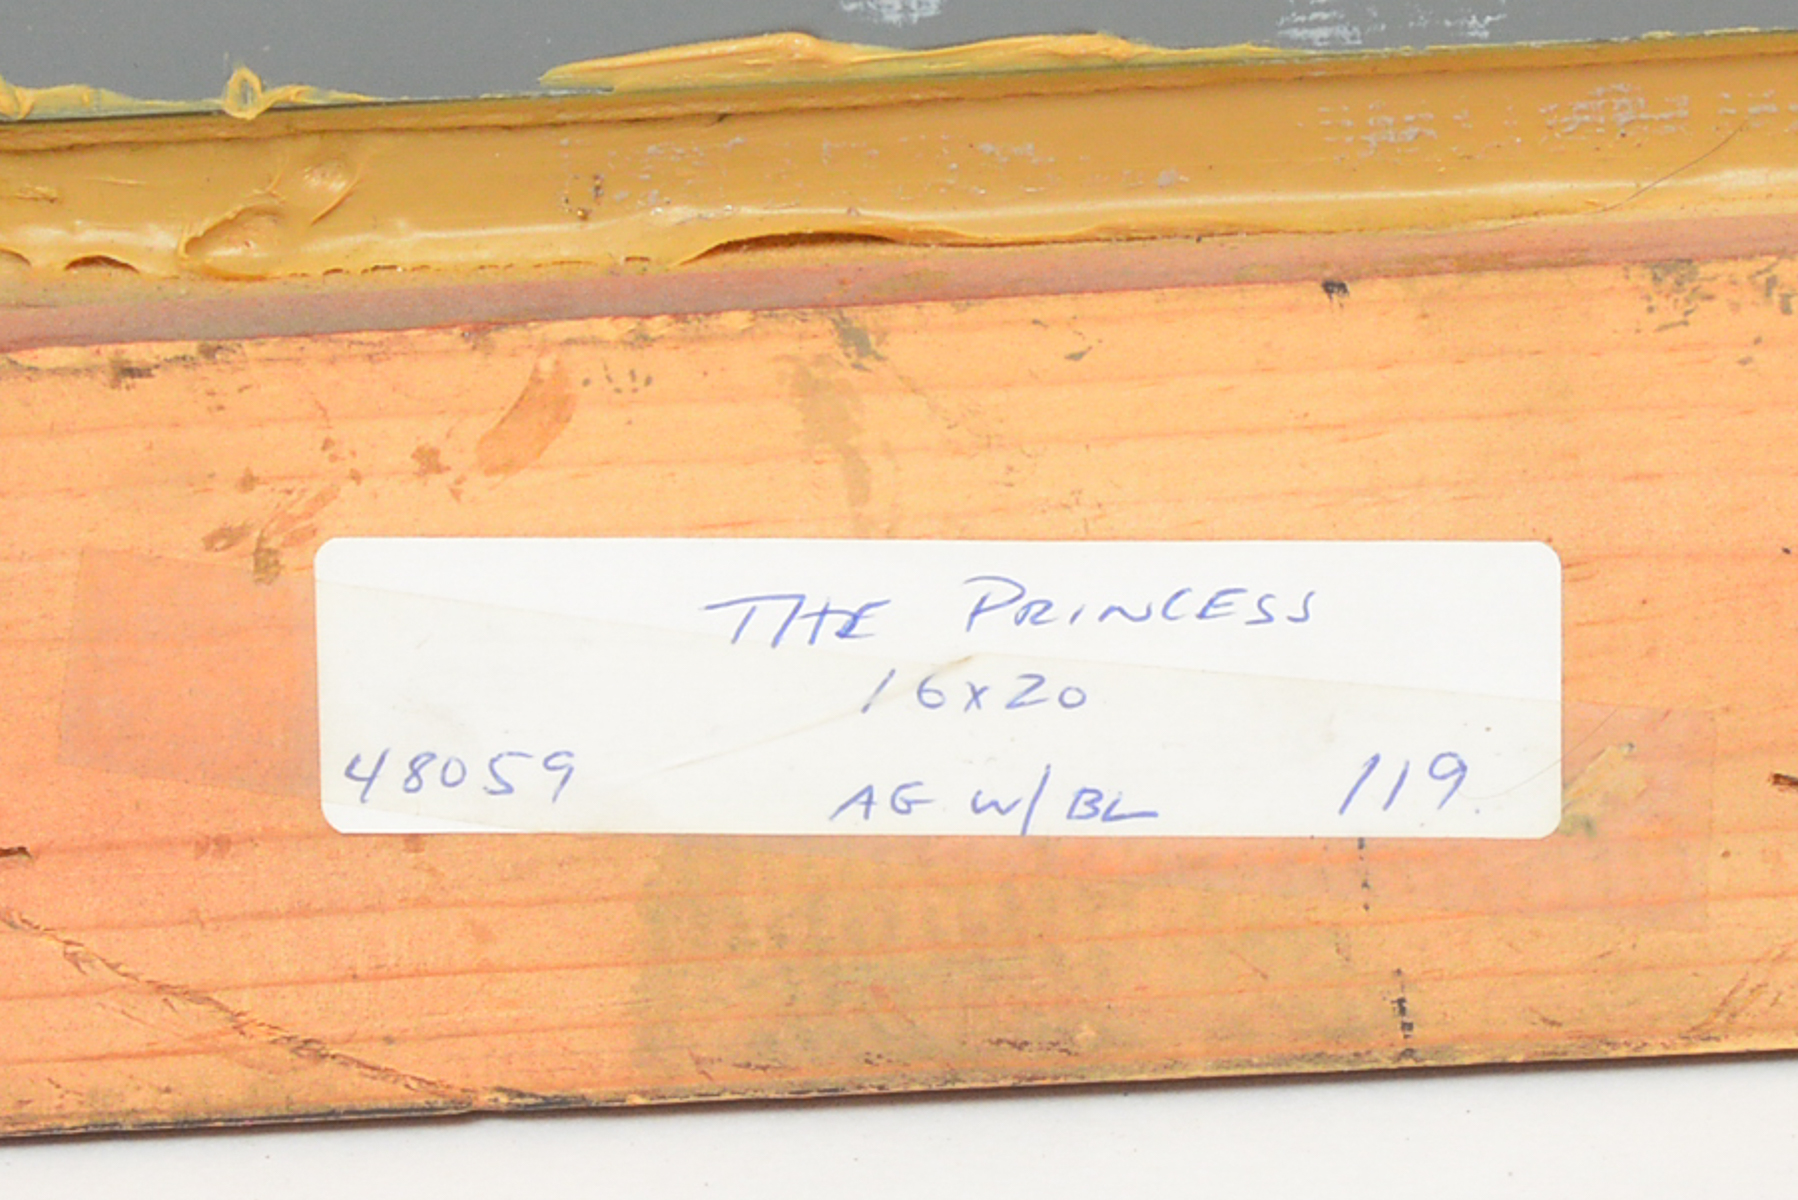 THE PRINCESS
16x20
48059 AG W/ BL 119